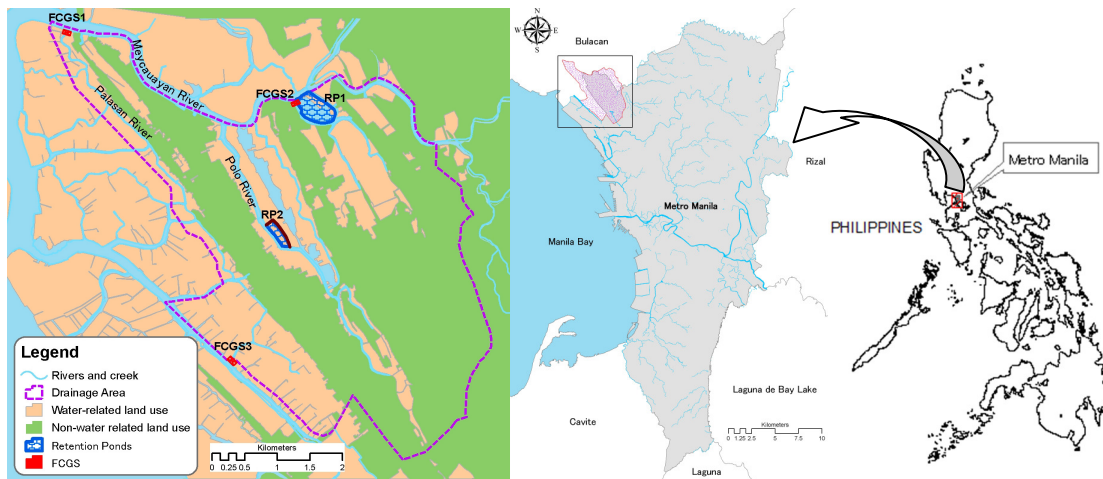 FCGS1
Meycauayan River
Palasan River
FCGS2
RP1
Polo River
RP2
FCGS3
Legend
Rivers and creek
Drainage Area
Water-related land use
Non-water related land use
Retention Ponds
FCGS
Kilometers
0 0.25 0.5 1 1.5 2
N
W E
S
Bulacan
Rizal
Metro Manila
Manila Bay
Laguna de Bay Lake
Cavite
Laguna
Kilometers
0 1.25 2.5 5 7.5 10
Metro Manila
PHILIPPINES